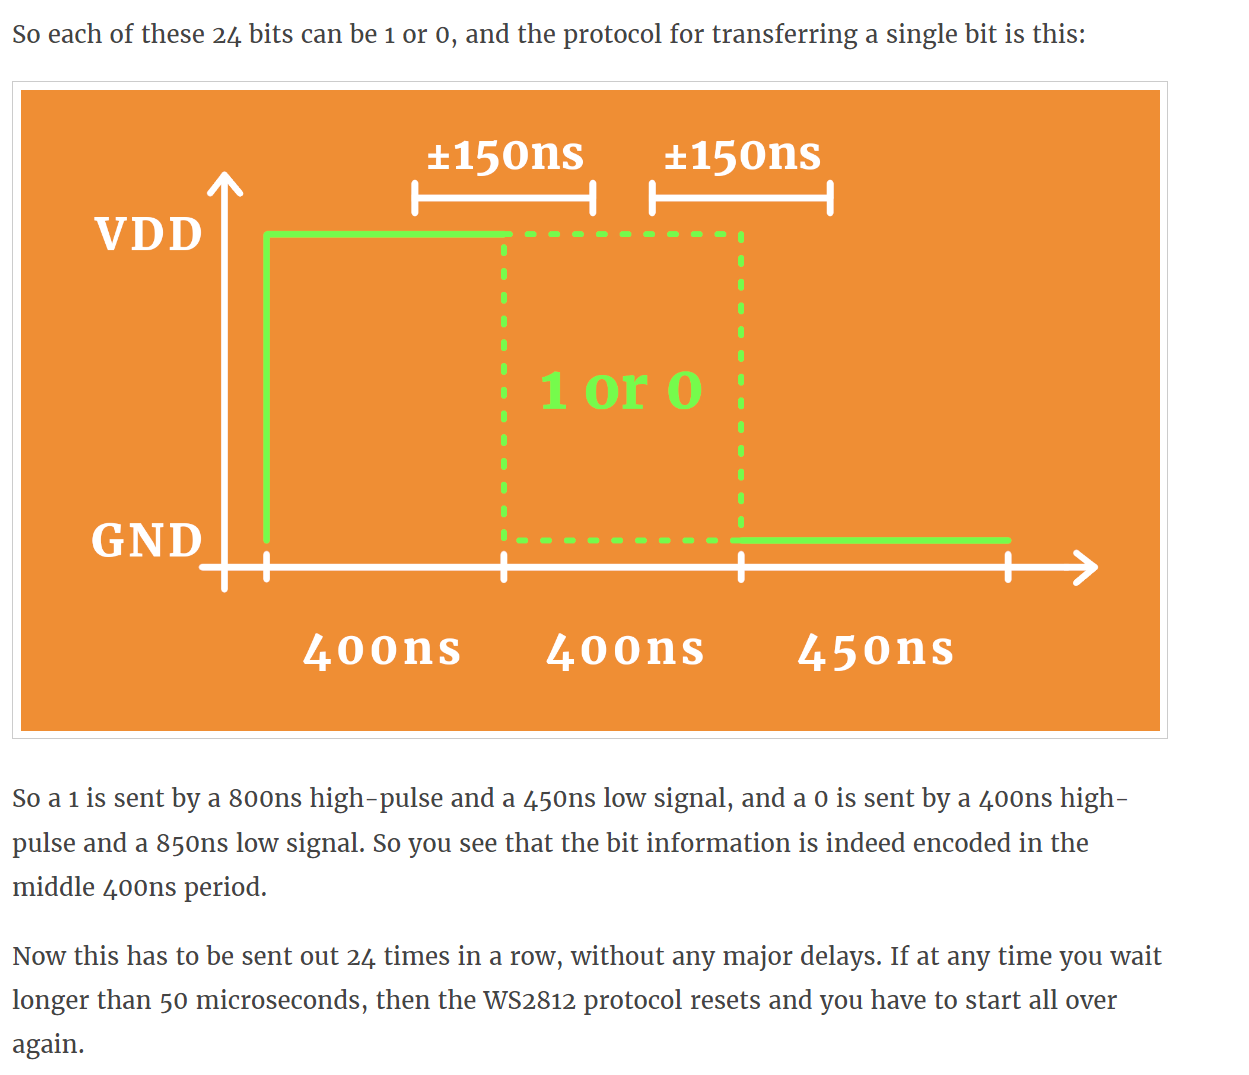 So each of these 24 bits can be 1 or 0, and the protocol for transferring a single bit is this:
±150ns ±150ns
VDD
1 or 0
GND
400ns 400ns 450ns
So a 1 is sent by a 800ns high-pulse and a 450ns low signal, and a 0 is sent by a 400ns high-
pulse and a 850ns low signal. So you see that the bit information is indeed encoded in the
middle 400ns period.
Now this has to be sent out 24 times in a row, without any major delays. If at any time you wait
longer than 50 microseconds, then the WS2812 protocol resets and you have to start all over
again.